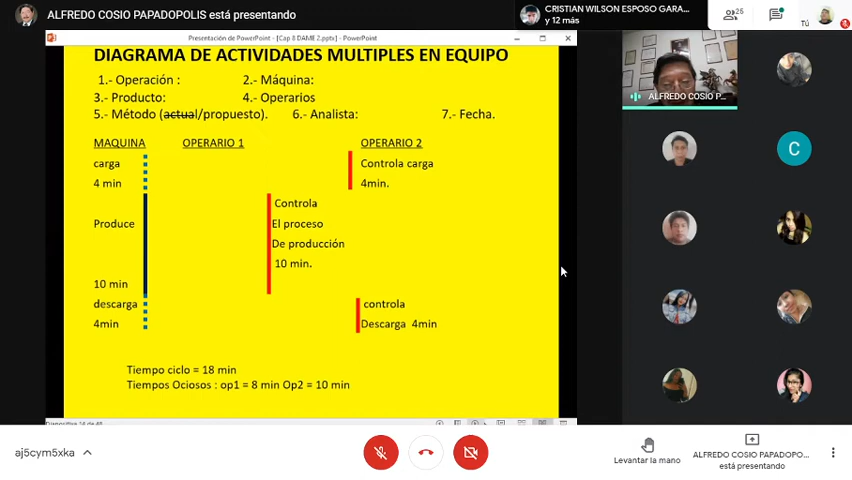 ALFREDO COSIO PAPADOPOLIS está presentando
CRISTIAN WILSON ESPOSO GARA...
y 12 más
25
Tú
Presentación de PowerPoint - [Cap 8 DAME 2.pptx] - PowerPoint
DIAGRAMA DE ACTIVIDADES MULTIPLES EN EQUIPO
1.- Operación : 2.- Máquina:
3.- Producto: 4.- Operarios
5.- Método (actual/propuesto). 6.- Analista: 7.- Fecha.
MAQUINA OPERARIO 1 OPERARIO 2
carga Controla carga
4 min 4min.
Controla
Produce El proceso
De producción
10 min.
10 min
descarga controla
4min Descarga 4min
Tiempo ciclo = 18 min
Tiempos Ociosos : op1 = 8 min Op2 = 10 min
ALFREDO COSIO P...
C
aj5cym5xka
Levantar la mano
ALFREDO COSIO PAPADOPO...
está presentando